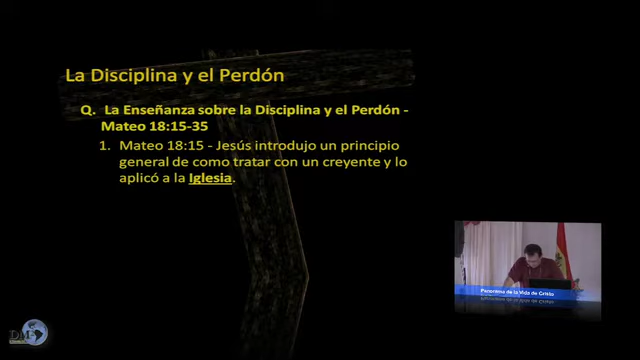 La Disciplina y el Perdón
Q. La Enseñanza sobre la Disciplina y el Perdón -
Mateo 18:15-35
1. Mateo 18:15 - Jesús introdujo un principio
general de como tratar con un creyente y lo
aplicó a la Iglesia.
Panorama de la Vida de Cristo
DM